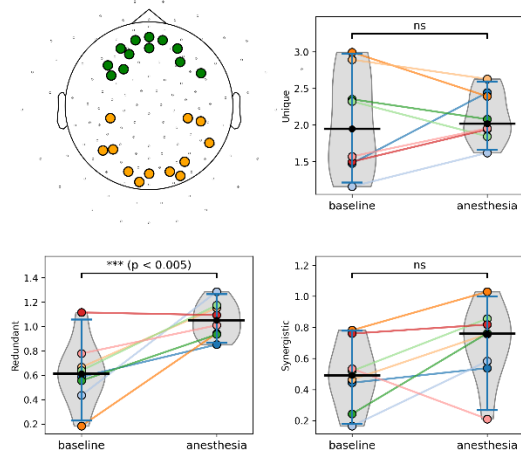 ns
Unique
3.0
2.5
2.0
1.5
baseline
anesthesia
*** (p < 0.005)
Redundant
1.4
1.2
1.0
0.8
0.6
0.4
0.2
baseline
anesthesia
ns
Synergistic
1.0
0.8
0.6
0.4
0.2
baseline
anesthesia